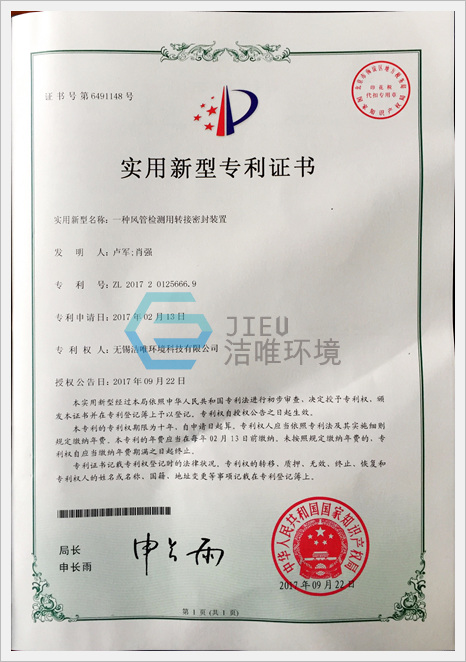 证书号第6491148号
印花税
代扣专用章
实用新型专利证书
实用新型名称：一种风管检测用转接密封装置
发明人：卢军;肖强
专利号：ZL 2017 2 0125666.9
专利申请日：2017年02月13日
专利权人：无锡洁唯环境科技有限公司
授权公告日：2017年09月22日
JIEU
洁唯环境
本实用新型经过本局依照中华人民共和国专利法进行初步审查，决定授予专利权，颁
发本证书并在专利登记簿上予以登记。专利权自授权公告之日起生效。
本专利的专利权期限为十年，自申请日起算。专利权人应当依照专利法及其实施细则
规定缴纳年费。本专利的年费应当在每年02月13日前缴纳。未按照规定缴纳年费的，专
利权自应当缴纳年费期满之日起终止。
专利证书记载专利权登记时的法律状况。专利权的转移、质押、无效、终止、恢复和
专利权人的姓名或名称、国籍、地址变更等事项记载在专利登记簿上。
局长
申长雨
申长雨
中华人民共和国国家知识产权局
2017年09月22日
第1页(共1页)